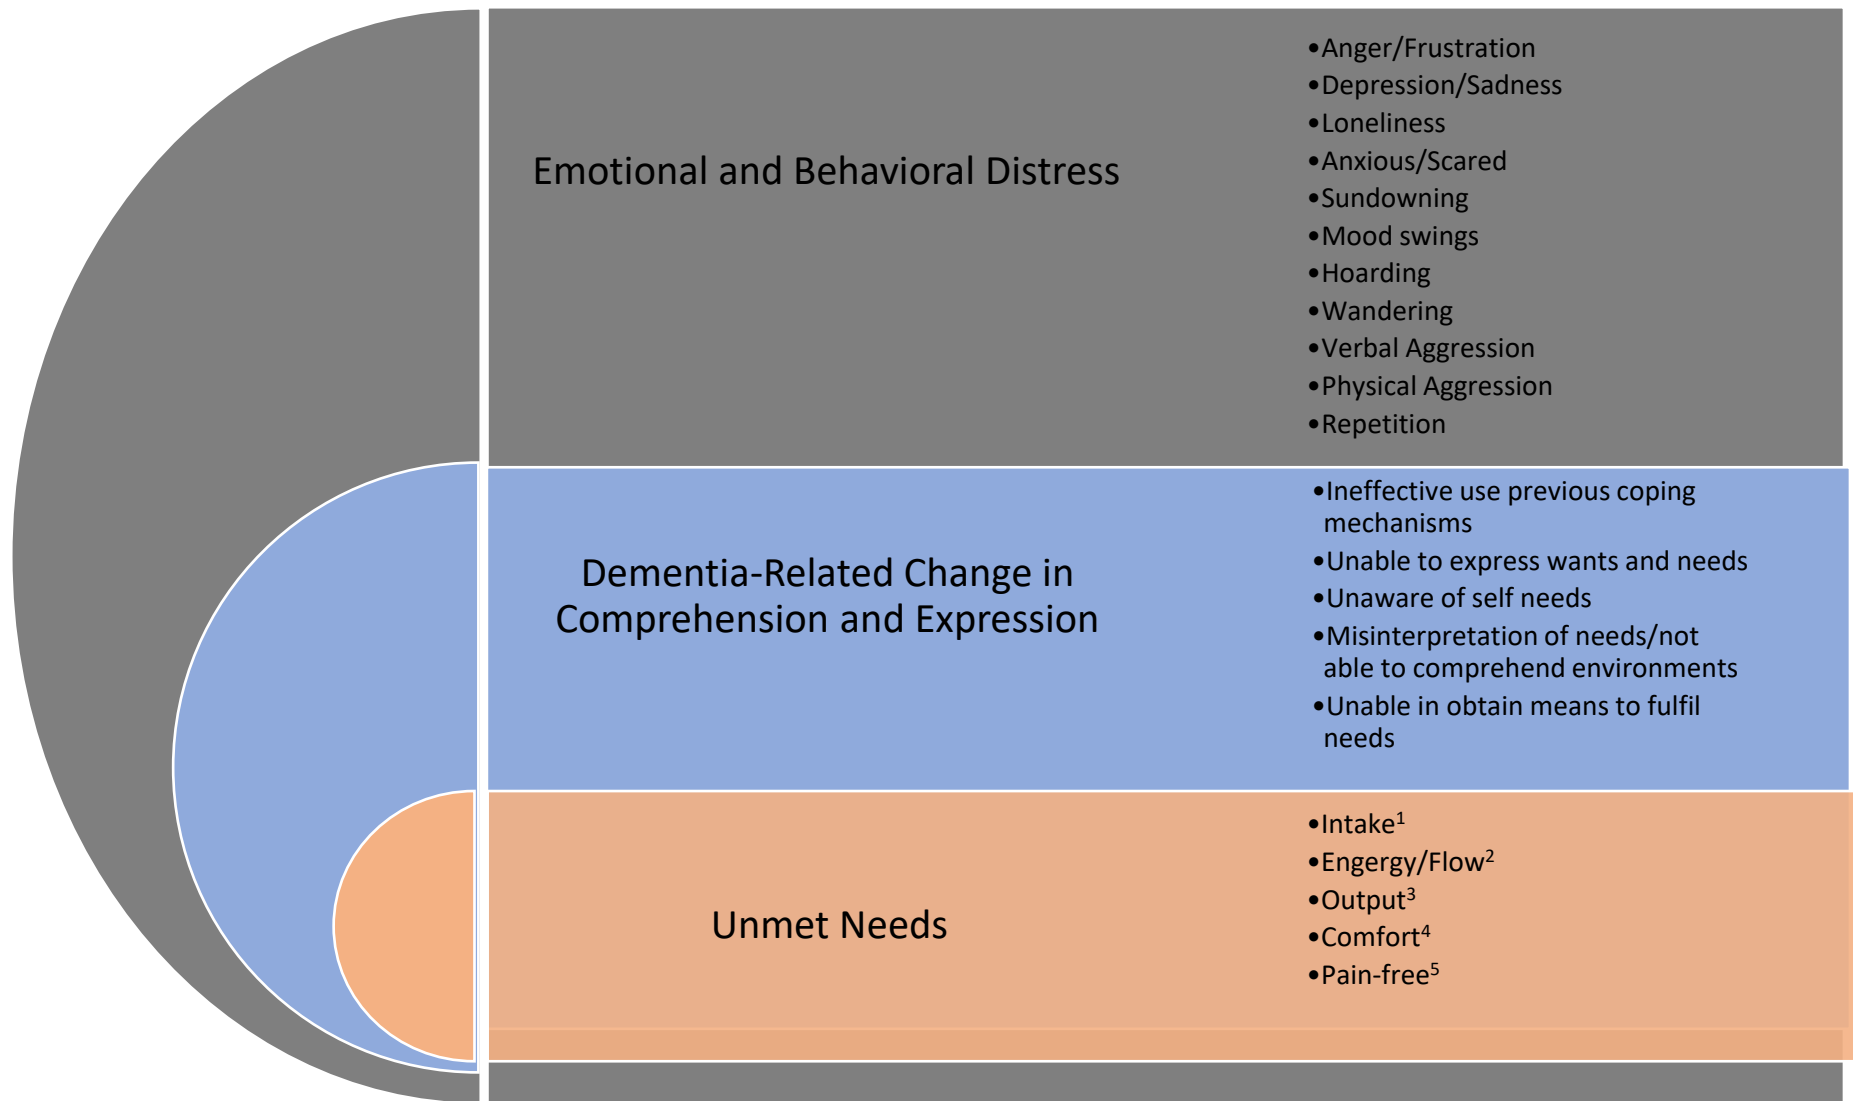 Emotional and Behavioral Distress
•Anger/Frustration
•Depression/Sadness
•Loneliness
•Anxious/Scared
•Sundowning
•Mood swings
•Hoarding
•Wandering
•Verbal Aggression
•Physical Aggression
•Repetition
Dementia-Related Change in
Comprehension and Expression
•Ineffective use previous coping
mechanisms
•Unable to express wants and needs
•Unaware of self needs
•Misinterpretation of needs/not
able to comprehend environments
•Unable in obtain means to fulfil
needs
Unmet Needs
•Intake¹
•Engergy/Flow²
•Output³
•Comfort⁴
•Pain-free⁵